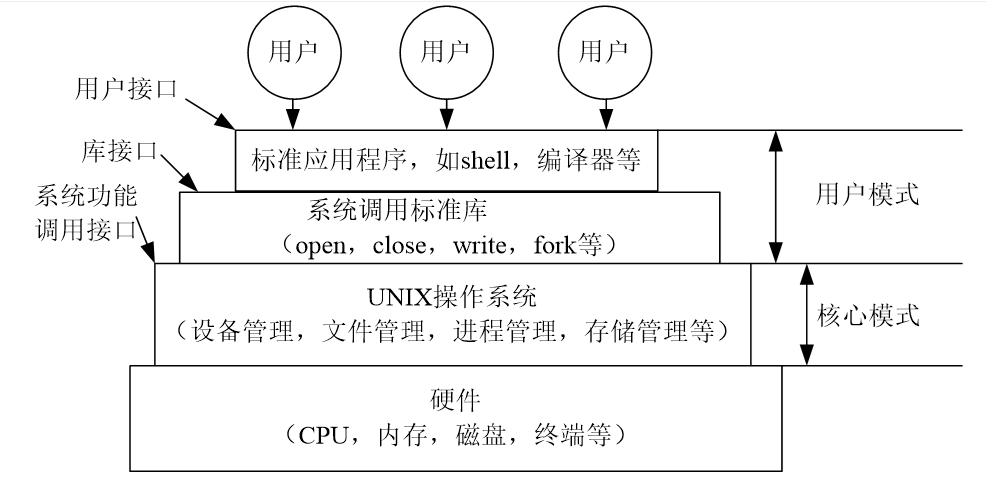 用户
用户
用户
用户接口
库接口
系统功能
调用接口
标准应用程序，如shell，编译器等
系统调用标准库
（open，close，write，fork等）
用户模式
UNIX操作系统
（设备管理，文件管理，进程管理，存储管理等）
核心模式
硬件
（CPU，内存，磁盘，终端等）